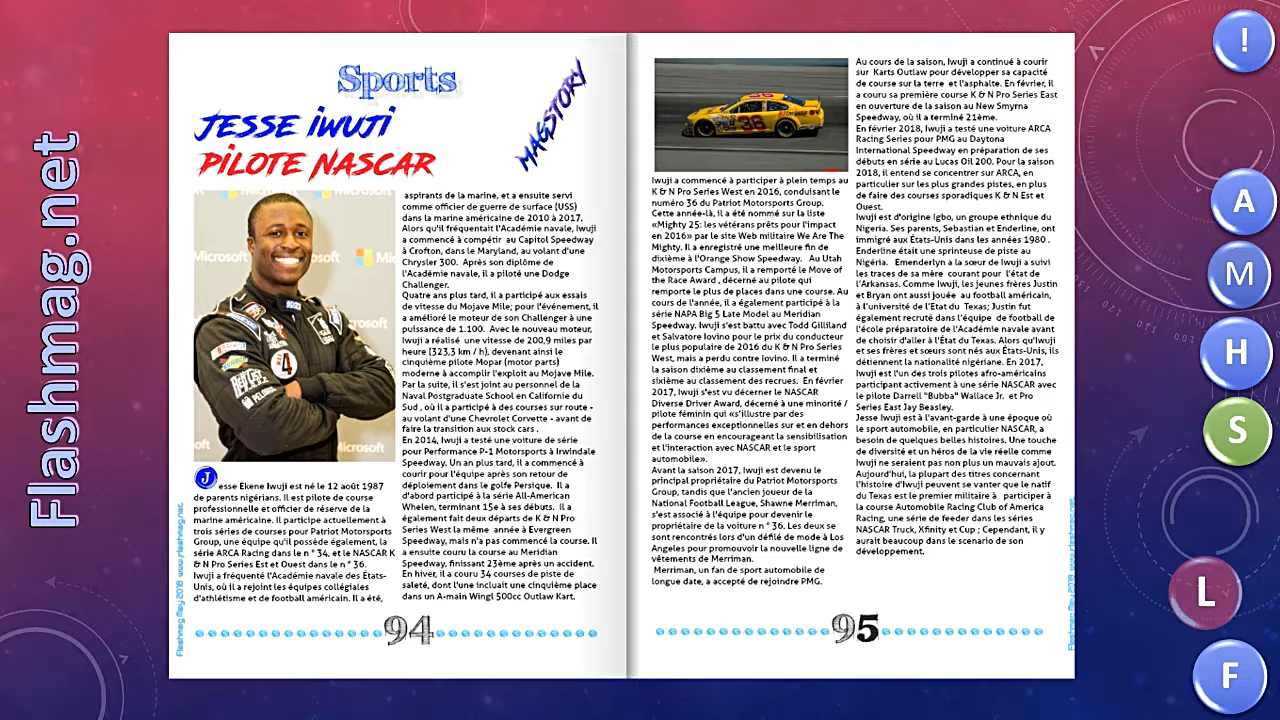 Flashmag.net
Sports
JESSE IWUJI
PILOTE NASCAR
MAGSTORY
Microsoft
J
esse Ekene Iwuji est né le 12 août 1987
de parents nigérians. Il est pilote de course
professionnelle et officier de réserve de la
marine américaine. Il participe actuellement à
trois séries de courses pour Patriot Motorsports
Group, une équipe qu'il possède également, la
série ARCA Racing dans le n ° 34, et le NASCAR K
& N Pro Series Est et Ouest dans le n ° 36.
Iwuji a fréquenté l'Académie navale des États-
Unis, où il a rejoint les équipes collégiales
d'athlétisme et de football américain. Il a été,
aspirants de la marine, et a ensuite servi
comme officier de guerre de surface (USS)
dans la marine américaine de 2010 à 2017.
Alors qu'il fréquentait l'Académie navale, Iwuji
a commencé à compétir au Capitol Speedway
à Crofton, dans le Maryland, au volant d'une
Chrysler 300. Après son diplôme de
l'Académie navale, il a piloté une Dodge
Challenger.
Quatre ans plus tard, il a participé aux essais
de vitesse du Mojave Mile; pour l'événement, il
a amélioré le moteur de son Challenger à une
puissance de 1.100. Avec le nouveau moteur,
Iwuji a réalisé une vitesse de 200,9 miles par
heure (323,3 km / h), devenant ainsi le
cinquième pilote Mopar (motor parts)
moderne à accomplir l'exploit au Mojave Mile.
Par la suite, il s'est joint au personnel de la
Naval Postgraduate School en Californie du
Sud , où il a participé à des courses sur route -
au volant d'une Chevrolet Corvette - avant de
faire la transition aux stock cars .
En 2014, Iwuji a testé une voiture de série
pour Performance P-1 Motorsports à Irwindale
Speedway. Un an plus tard, il a commencé à
courir pour l'équipe après son retour de
déploiement dans le golfe Persique. Il a
d'abord participé à la série All-American
Whelen, terminant 15e à ses débuts. Il a
également fait deux départs de K & N Pro
Series West la même année à Evergreen
Speedway, mais n'a pas commencé la course. Il
a ensuite couru la course au Meridian
Speedway, finissant 23ème après un accident.
En hiver, il a couru 34 courses de piste de
saleté, dont l'une incluait une cinquième place
dans un A-main Wingl 500cc Outlaw Kart.
94
Iwuji a commencé à participer à plein temps au
K & N Pro Series West en 2016, conduisant le
numéro 36 du Patriot Motorsports Group.
Cette année-là, il a été nommé sur la liste
«Mighty 25: les vétérans prêts pour l'impact
en 2016» par le site Web militaire We Are The
Mighty. Il a enregistré une meilleure fin de
dixième à l'Orange Show Speedway. Au Utah
Motorsports Campus, il a remporté le Move of
the Race Award , décerné au pilote qui
remporte le plus de places dans une course. Au
cours de l'année, il a également participé à la
série NAPA Big 5 Late Model au Meridian
Speedway. Iwuji s'est battu avec Todd Gilliland
et Salvatore Iovino pour le prix du conducteur
le plus populaire de 2016 du K & N Pro Series
West, mais a perdu contre Iovino. Il a terminé
la saison dixième au classement final et
sixième au classement des recrues. En février
2017, Iwuji s'est vu décerner le NASCAR
Diverse Driver Award, décerné à une minorité /
pilote féminin qui «s'illustre par des
performances exceptionnelles sur et en dehors
de la course en encourageant la sensibilisation
et l'interaction avec NASCAR et le sport
automobile».
Avant la saison 2017, Iwuji est devenu le
principal propriétaire du Patriot Motorsports
Group, tandis que l'ancien joueur de la
National Football League, Shawne Merriman,
s'est associé à l'équipe pour devenir le
propriétaire de la voiture n ° 36. Les deux se
sont rencontrés lors d'un défilé de mode à Los
Angeles pour promouvoir la nouvelle ligne de
vêtements de Merriman.
Merriman, un fan de sport automobile de
longue date, a accepté de rejoindre PMG.
Au cours de la saison, Iwuji a continué à courir
sur Karts Outlaw pour développer sa capacité
de course sur la terre et l'asphalte. En février, il
a couru sa première course K & N Pro Series East
en ouverture de la saison au New Smyrna
Speedway, où il a terminé 21ème.
En février 2018, Iwuji a testé une voiture ARCA
Racing Series pour PMG au Daytona
International Speedway en préparation de ses
débuts en série au Lucas Oil 200. Pour la saison
2018, il entend se concentrer sur ARCA, en
particulier sur les plus grandes pistes, en plus
de faire des courses sporadiques K & N Est et
Ouest.
Iwuji est d'origine Igbo, un groupe ethnique du
Nigeria. Ses parents, Sebastian et Enderline, ont
immigré aux États-Unis dans les années 1980 .
Enderline était une sprinteuse de piste au
Nigéria. Emenderlyn a la sœur de Iwuji a suivi
les traces de sa mère courant pour l'état de
l'Arkansas. Comme Iwuji, les jeunes frères Justin
et Bryan ont aussi jouée au football américain,
à l'université de l'Etat du Texas; Justin fut
également recruté dans l'équipe de football de
l'école préparatoire de l'Académie navale avant
de choisir d'aller à l'État du Texas. Alors qu'Iwuji
et ses frères et sœurs sont nés aux États-Unis, ils
détiennent la nationalité nigériane. En 2017,
Iwuji est l'un des trois pilotes afro-américains
participant activement à une série NASCAR avec
le pilote Darrell "Bubba" Wallace Jr. et Pro
Series East Jay Beasley.
Jesse Iwuji est à l'avant-garde à une époque où
le sport automobile, en particulier NASCAR, a
besoin de quelques belles histoires. Une touche
de diversité et un héros de la vie réelle comme
Iwuji ne seraient pas non plus un mauvais ajout.
Aujourd'hui, la plupart des titres concernant
l'histoire d'Iwuji peuvent se vanter que le natif
du Texas est le premier militaire à participer à
la course Automobile Racing Club of America
Racing, une série de feeder dans les séries
NASCAR Truck, Xfinity et Cup ; Cependant, il y
aurait beaucoup dans le scenario de son
développement.
95
Flashmag May 2018 www.flashmag.net
Flashmag May 2018 www.flashmag.net
!
A
M
H
S
L
F